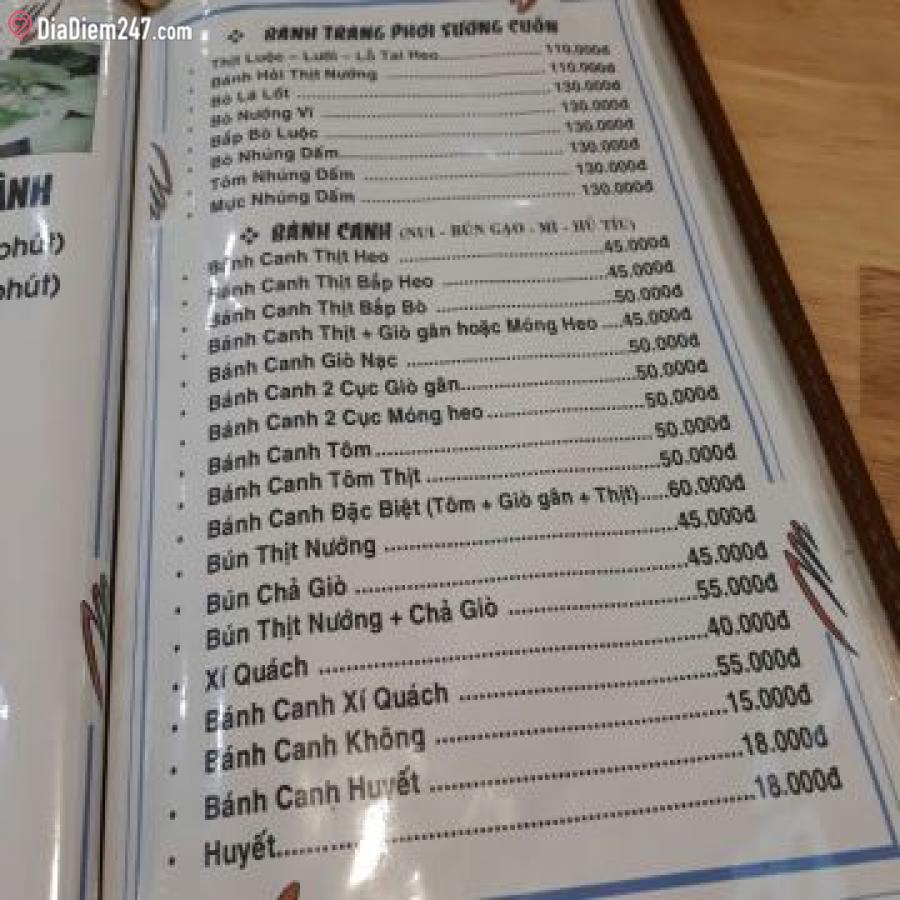 DiaDiem247.com
ÁNH
phút)
phút)
BÁNH TRÁNG PHƠI SƯƠNG CUỐN
Thịt Luộc – Lưỡi – Lỗ Tai Heo 110.000đ
Bánh Hỏi Thịt Nướng 110.000đ
Bò Lá Lốt 130.000đ
Bò Nướng Vĩ 130.000đ
Bắp Bò Luộc 130.000đ
Bò Nhúng Dấm 130.000đ
Tôm Nhúng Dấm 130.000đ
Mực Nhúng Dấm 130.000đ
BÁNH CANH (NUI - BÚN GẠO - MÌ - HỦ TÍU)
Bánh Canh Thịt Heo 45.000đ
Bánh Canh Thịt Bắp Heo 45.000đ
Bánh Canh Thịt Bắp Bò 50.000đ
Bánh Canh Thịt + Giò gân hoặc Móng Heo 45.000đ
Bánh Canh Giò Nạc 50.000đ
Bánh Canh 2 Cục Giò gân 50.000đ
Bánh Canh 2 Cục Móng heo 50.000đ
Bánh Canh Tôm 50.000đ
Bánh Canh Tôm Thịt 50.000đ
Bánh Canh Đặc Biệt (Tôm + Giò gân + Thịt) 60.000đ
Bún Thịt Nướng 45.000đ
Bún Chả Giò 45.000đ
Bún Thịt Nướng + Chả Giò 55.000đ
Xí Quách 40.000đ
Bánh Canh Xí Quách 55.000đ
Bánh Canh Không 15.000đ
Bánh Canh Huyết 18.000đ
Huyết 18.000đ